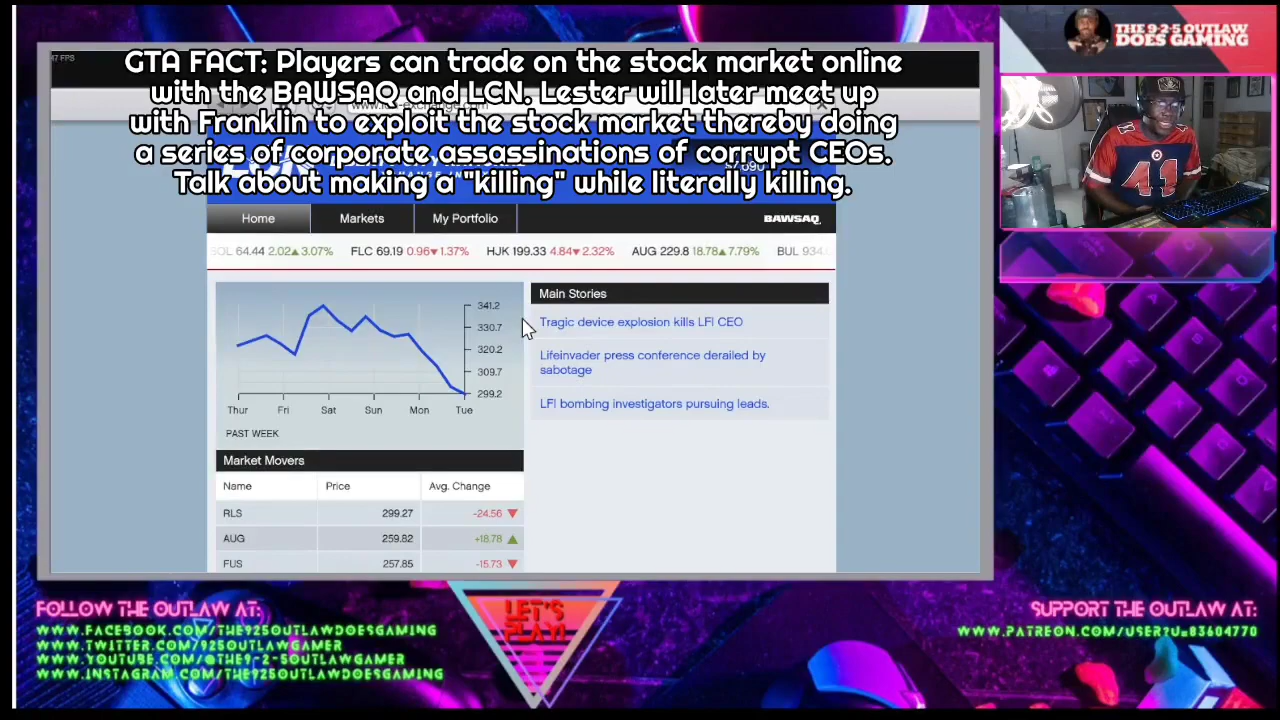 THE 9-2-5 OUTLAW
DOES GAMING
GTA FACT: Players can trade on the stock market online
with the BAWSAQ and LCN. Lester will later meet up
with Franklin to exploit the stock market thereby doing
a series of corporate assassinations of corrupt CEOs.
Talk about making a "killing" while literally killing.
47 FPS
Home Markets My Portfolio BAWSAQ
SOL 64.44 2.02▲3.07% FLC 69.19 0.96▼1.37% HJK 199.33 4.84▼2.32% AUG 229.8 18.78▲7.79% BUL 934.
341.2
330.7
320.2
309.7
299.2
Thur Fri Sat Sun Mon Tue
PAST WEEK
Main Stories
Tragic device explosion kills LFI CEO
Lifeinvader press conference derailed by
sabotage
LFI bombing investigators pursuing leads.
Market Movers
Name Price Avg. Change
RLS 299.27 -24.56 ▼
AUG 259.82 +18.78 ▲
FUS 257.85 -15.73 ▼
41
LET'S
PLAY!
FOLLOW THE OUTLAW AT:
WWW.FACEBOOK.COM/THE925OUTLAWDOESGAMING
WWW.TWITTER.COM/925OUTLAWGAMER
WWW.YOUTUBE.COM/@THE9-2-5OUTLAWGAMER
WWW.INSTAGRAM.COM/THE925OUTLAWDOESGAMING
SUPPORT THE OUTLAW AT:
WWW.PATREON.COM/USER?U=83604770